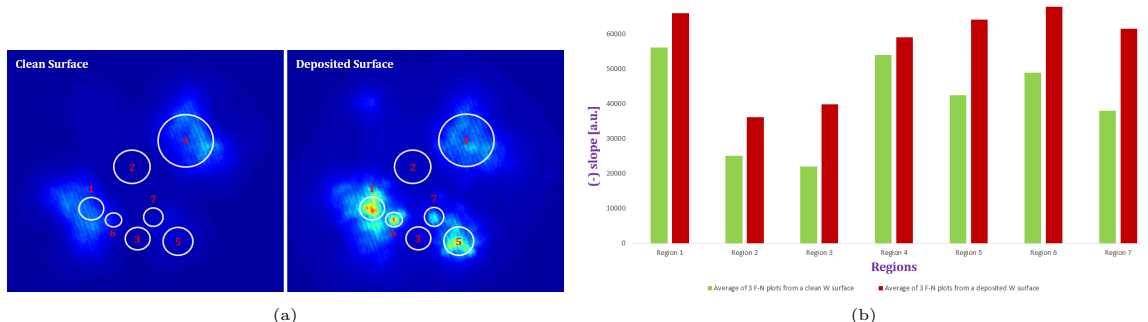 Clean Surface
4
2
1
7
6
3
5
Deposited Surface
4
2
1
7
6
3
5
(a)
(-) slope [a.u.]
60000
50000
40000
30000
20000
10000
0
Region 1 Region 2 Region 3 Region 4 Region 5 Region 6 Region 7
Regions
Average of 3 F-N plots from a clean W surface Average of 3 F-N plots from a deposited W surface
(b)